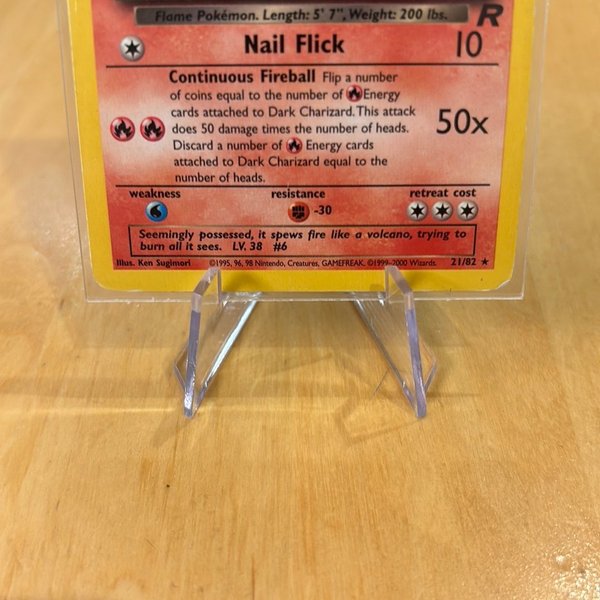 Flame Pokémon. Length: 5' 7", Weight: 200 lbs.
R
Nail Flick 10
Continuous Fireball Flip a number
of coins equal to the number of Energy
cards attached to Dark Charizard. This attack
does 50 damage times the number of heads. 50x
Discard a number of Energy cards
attached to Dark Charizard equal to the
number of heads.
weakness resistance retreat cost
-30
Seemingly possessed, it spews fire like a volcano, trying to
burn all it sees. LV. 38 #6
Illus. Ken Sugimori ©1995, 96, 98 Nintendo, Creatures, GAMEFREAK. ©1999-2000 Wizards. 21/82 ★